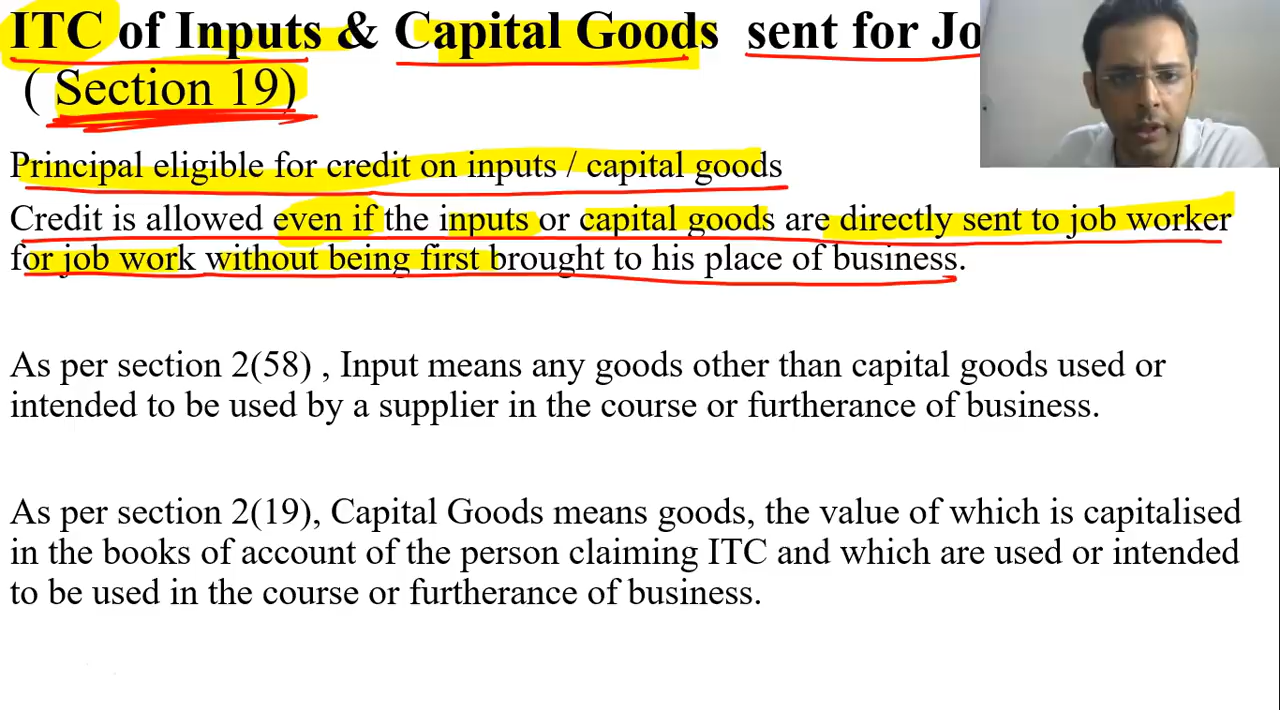 ITC of Inputs & Capital Goods sent for
( Section 19)
Principal eligible for credit on inputs / capital goods
Credit is allowed even if the inputs or capital goods are directly sent to job worker
for job work without being first brought to his place of business.
As per section 2(58) , Input means any goods other than capital goods used or
intended to be used by a supplier in the course or furtherance of business.
As per section 2(19), Capital Goods means goods, the value of which is capitalised
in the books of account of the person claiming ITC and which are used or intended
to be used in the course or furtherance of business.